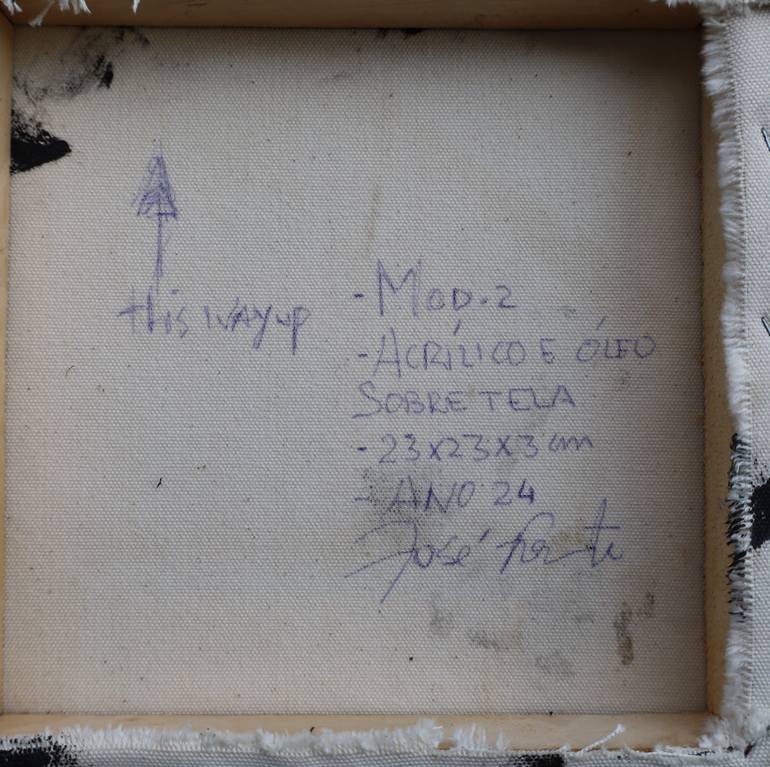 this way up
- MOD. 2
- ACRÍLICO E ÓLEO
SOBRE TELA
- 23x23x3 cm
- ANO 24
José